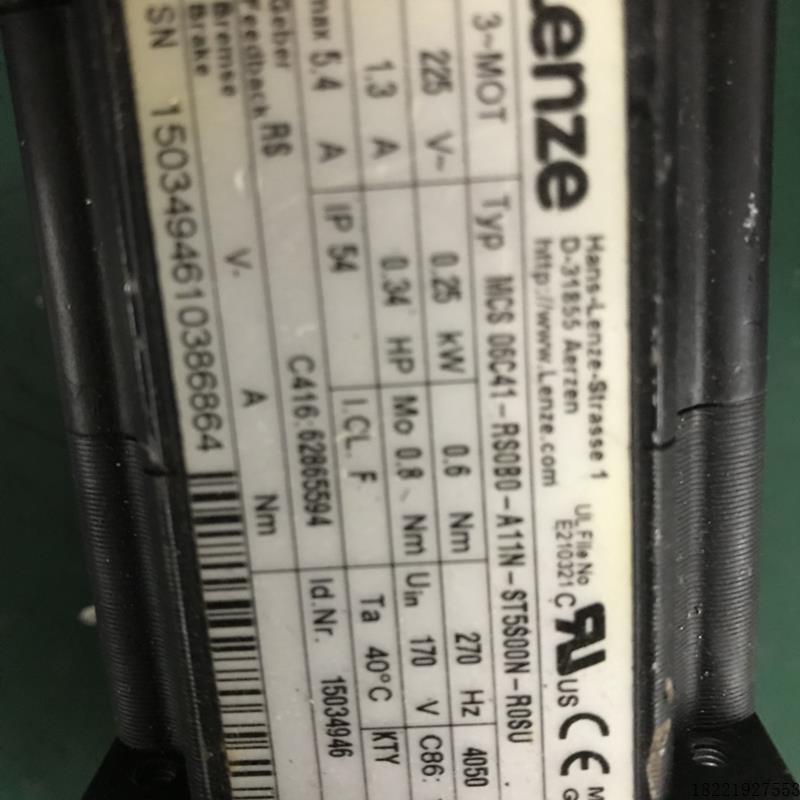 Lenze
Hans-Lenze-Strasse 1
D-31855 Aerzen
http://www.Lenze.com
UL File No
E210321
C UR US CE
3~MOT Typ MCS 06C41-RS0B0-A11N-ST5S00N-R0SU
225 V~ 0.25 kW 0.6 Nm 270 Hz 4050
1.3 A 0.34 HP Mo 0.8 Nm Uin 170 V C86:
max 5.4 A IP 54 I.CL. F Ta 40°C KTY
Geber
Feedback RS C416.62865594 Id.Nr. 15034946
Bremse
Brake V- A Nm
SN 1503494610386864
18221927553